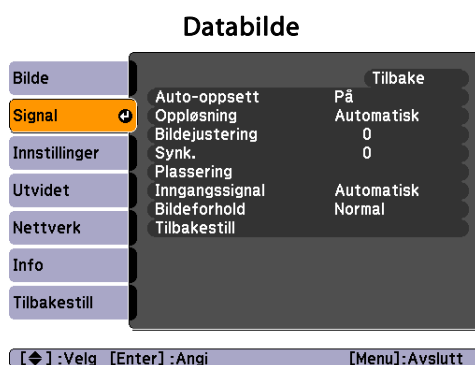 Databilde
Bilde
Signal
Innstillinger
Utvidet
Nettverk
Info
Tilbakestill
Tilbake
Auto-oppsett På
Oppløsning Automatisk
Bildejustering 0
Synk. 0
Plassering
Inngangssignal Automatisk
Bildeforhold Normal
Tilbakestill
[◆] :Velg [Enter] :Angi [Menu]:Avslutt